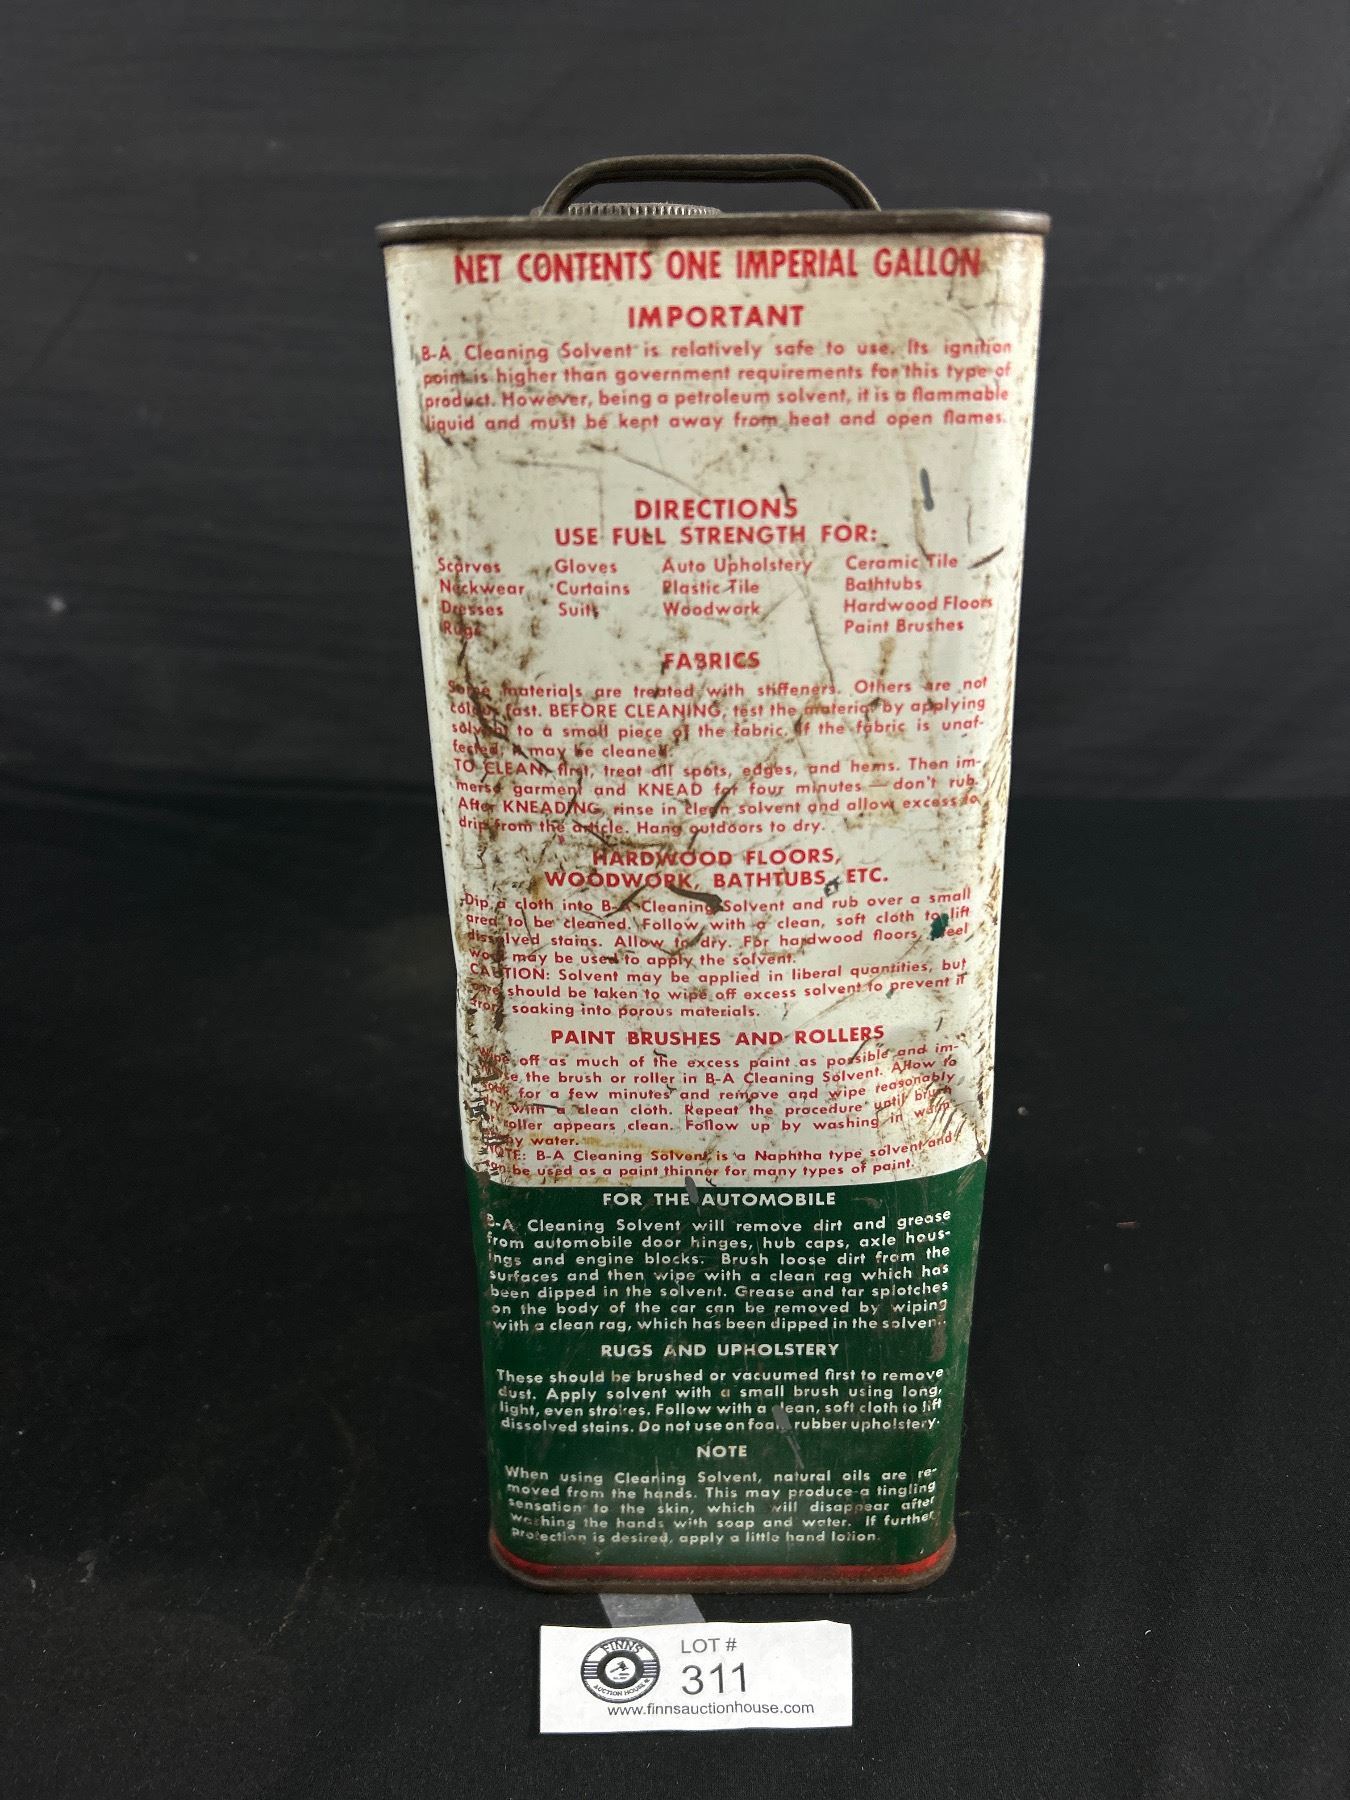 NET CONTENTS ONE IMPERIAL GALLON
IMPORTANT
B-A Cleaning Solvent is relatively safe to use. Its ignition
point is higher than government requirements for this type of
product. However, being a petroleum solvent, it is a flammable
liquid and must be kept away from heat and open flames.
DIRECTIONS
USE FULL STRENGTH FOR:
Scarves Gloves Auto Upholstery Ceramic Tile
Neckwear Curtains Plastic Tile Bathtubs
Dresses Suits Woodwork Hardwood Floors
Rugs Paint Brushes
FABRICS
Some materials are treated with stiffeners. Others are not
colour fast. BEFORE CLEANING, test the material by applying
solvent to a small piece of the fabric. If the fabric is unaf-
fected, it may be cleaned.
TO CLEAN, first, treat all spots, edges, and hems. Then im-
merse garment and KNEAD for four minutes — don't rub.
After KNEADING, rinse in clean solvent and allow excess to
drip from the article. Hang outdoors to dry.
HARDWOOD FLOORS,
WOODWORK, BATHTUBS, ETC.
Dip a cloth into B-A Cleaning Solvent and rub over a small
area to be cleaned. Follow with a clean, soft cloth to lift
dissolved stains. Allow to dry. For hardwood floors, steel
wool may be used to apply the solvent.
CAUTION: Solvent may be applied in liberal quantities, but
care should be taken to wipe off excess solvent to prevent it
from soaking into porous materials.
PAINT BRUSHES AND ROLLERS
Wipe off as much of the excess paint as possible and im-
merse the brush or roller in B-A Cleaning Solvent. Allow to
soak for a few minutes and remove and wipe reasonably
dry with a clean cloth. Repeat the procedure until brush
or roller appears clean. Follow up by washing in warm
soapy water.
NOTE: B-A Cleaning Solvent is a Naphtha type solvent and
can be used as a paint thinner for many types of paint.
FOR THE AUTOMOBILE
B-A Cleaning Solvent will remove dirt and grease
from automobile door hinges, hub caps, axle hous-
ings and engine blocks. Brush loose dirt from the
surfaces and then wipe with a clean rag which has
been dipped in the solvent. Grease and tar splotches
on the body of the car can be removed by wiping
with a clean rag, which has been dipped in the solvent.
RUGS AND UPHOLSTERY
These should be brushed or vacuumed first to remove
dust. Apply solvent with a small brush using long,
light, even strokes. Follow with a clean, soft cloth to lift
dissolved stains. Do not use on foam rubber upholstery.
NOTE
When using Cleaning Solvent, natural oils are re-
moved from the hands. This may produce a tingling
sensation to the skin, which will disappear after
washing the hands with soap and water. If further
protection is desired, apply a little hand lotion.
FINNS
AUCTION HOUSE
LOT #
311
www.finnsauctionhouse.com